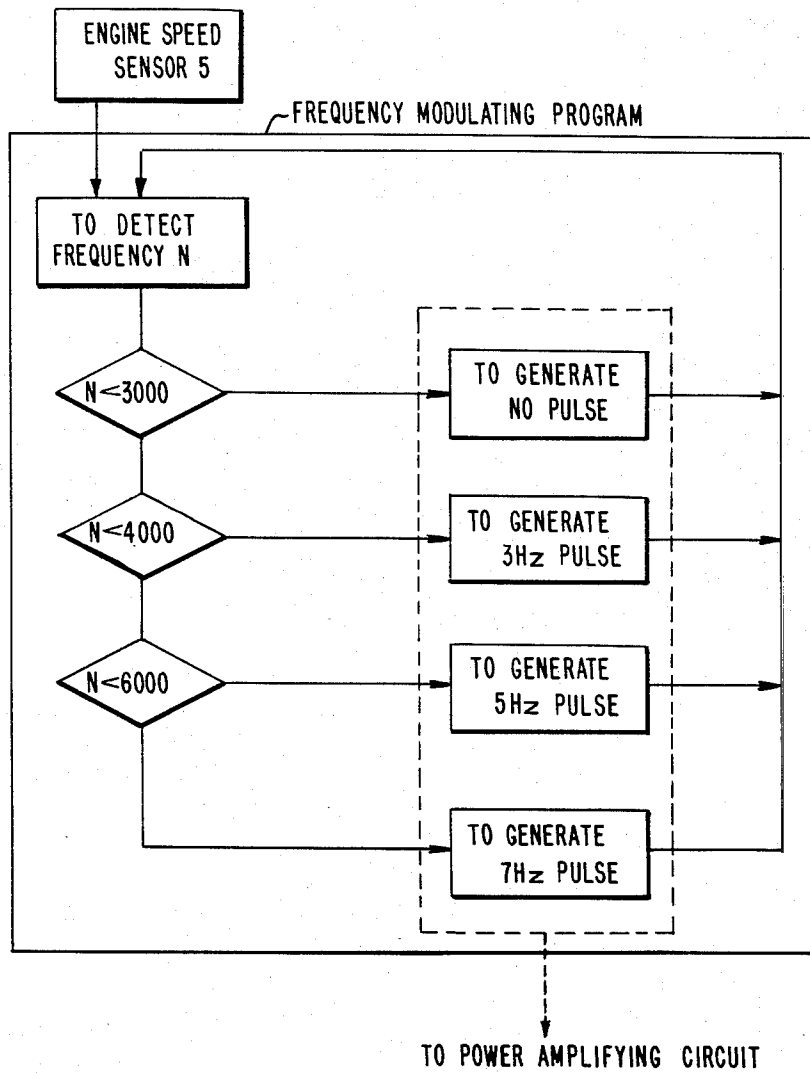 ENGINE SPEED
SENSOR 5
FREQUENCY MODULATING PROGRAM
TO DETECT
FREQUENCY N
N<3000
TO GENERATE
NO PULSE
N<4000
TO GENERATE
3Hz PULSE
N<6000
TO GENERATE
5Hz PULSE
TO GENERATE
7Hz PULSE
TO POWER AMPLIFYING CIRCUIT